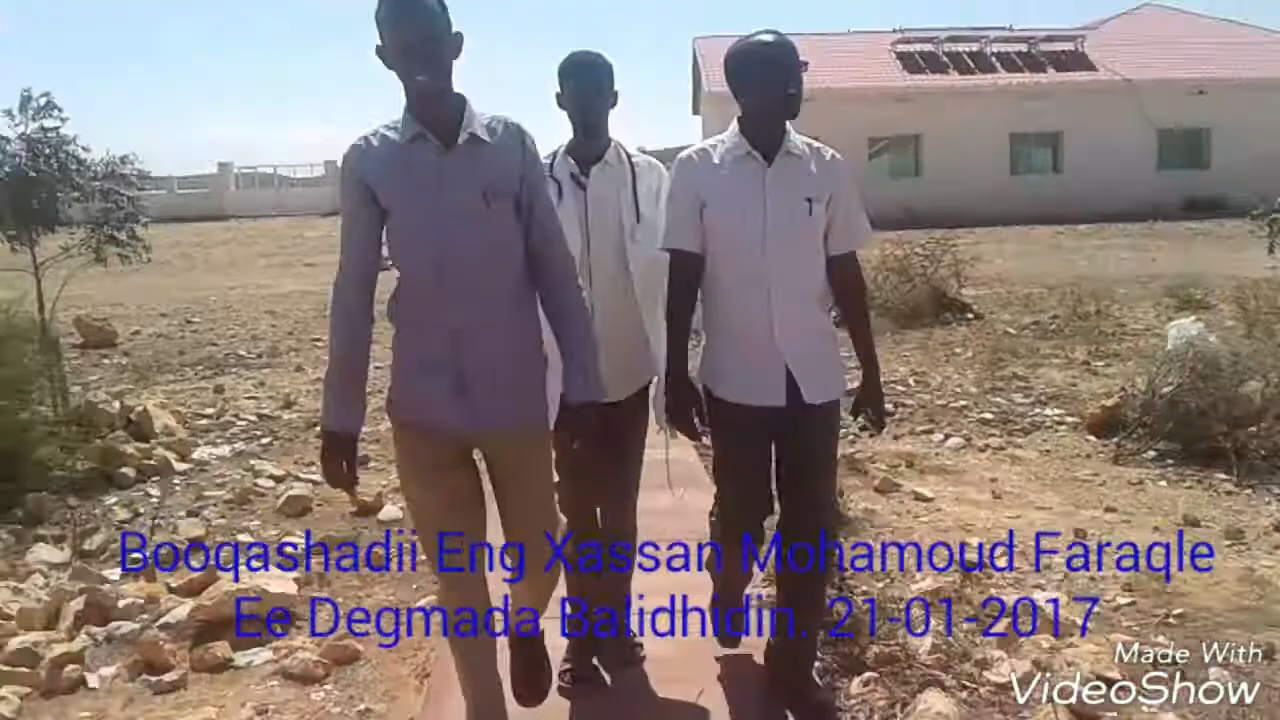 Booqashadii Eng Xassan Mohamoud Faraqle
Ee Degmada Balidhidin. 21-01-2017
Made With
VideoShow